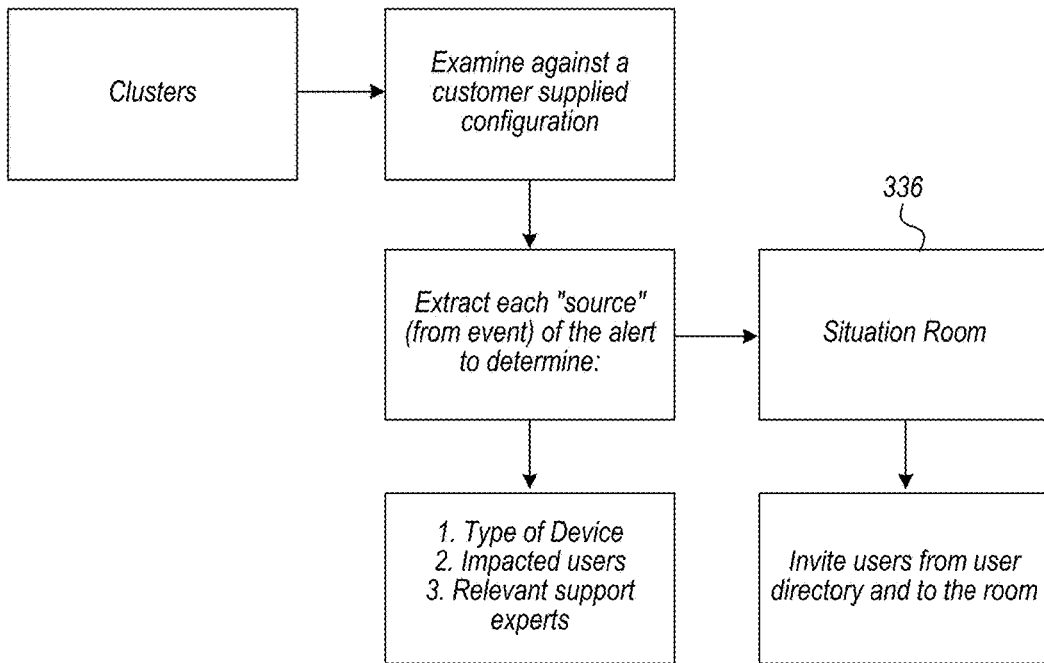 Clusters
Examine against a
customer supplied
configuration
336
Extract each "source"
(from event) of the alert
to determine:
Situation Room
1. Type of Device
2. Impacted users
3. Relevant support
experts
Invite users from user
directory and to the room